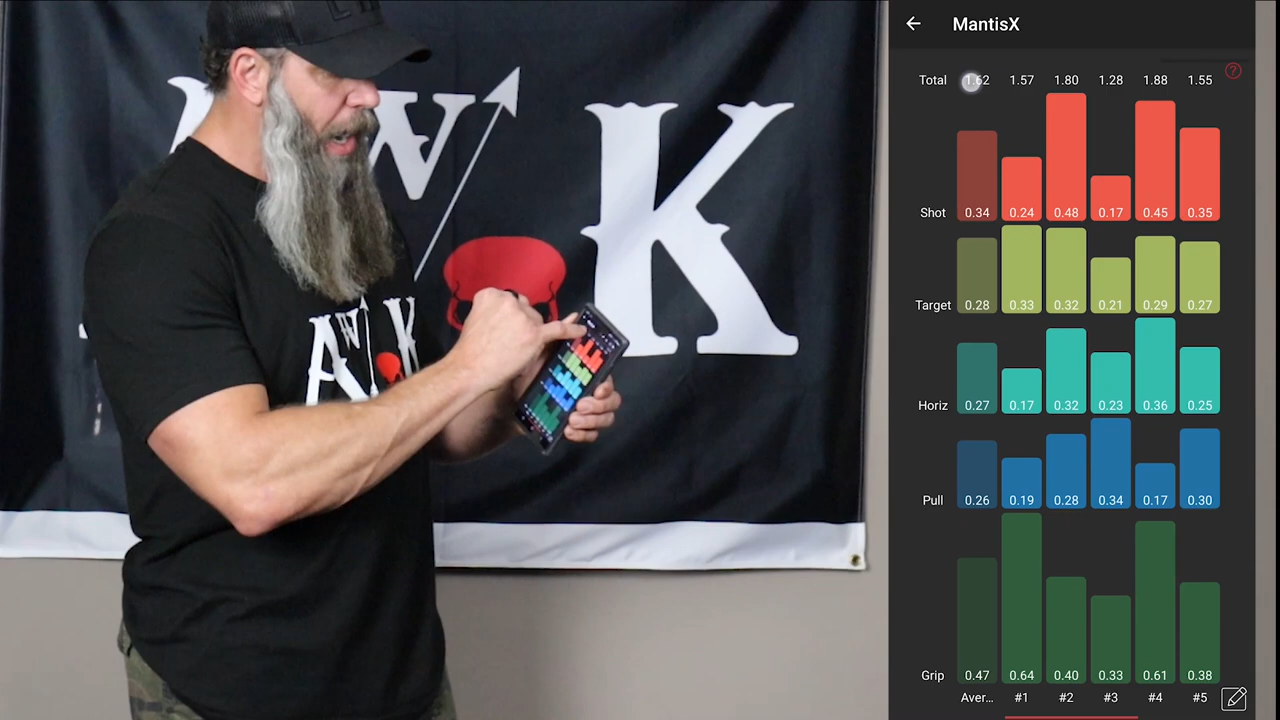 MantisX
Total 1.62 1.57 1.80 1.28 1.88 1.55
Shot 0.34 0.24 0.48 0.17 0.45 0.35
Target 0.28 0.33 0.32 0.21 0.29 0.27
Horiz 0.27 0.17 0.32 0.23 0.36 0.25
Pull 0.26 0.19 0.28 0.34 0.17 0.30
Grip 0.47 0.64 0.40 0.33 0.61 0.38
Aver... #1 #2 #3 #4 #5
W K
AWK